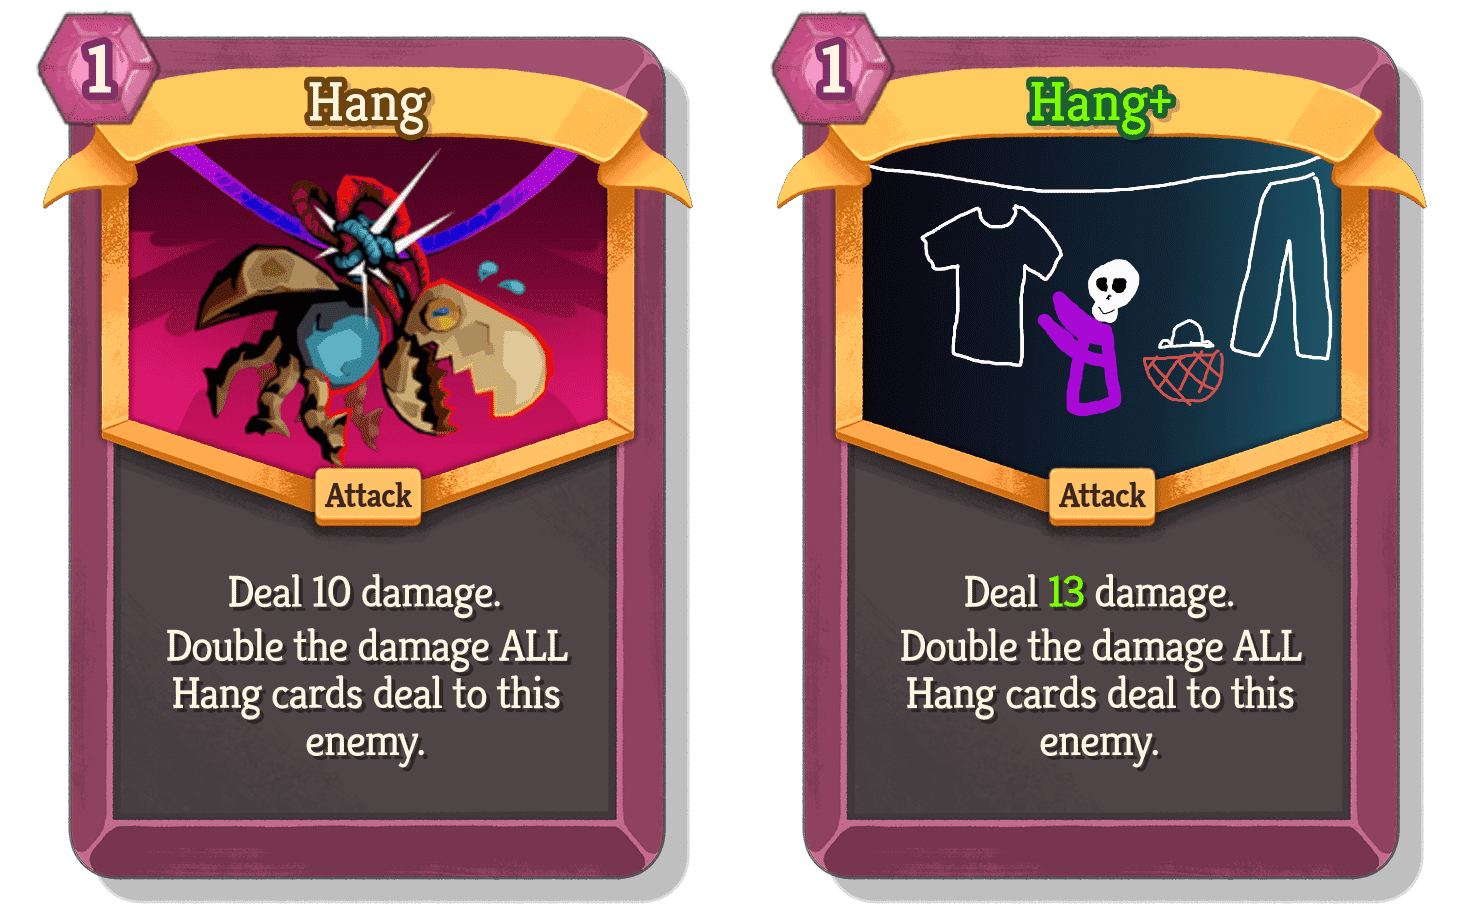 1
Hang
Attack
Deal 10 damage.
Double the damage ALL
Hang cards deal to this
enemy.
1
Hang+
Attack
Deal 13 damage.
Double the damage ALL
Hang cards deal to this
enemy.